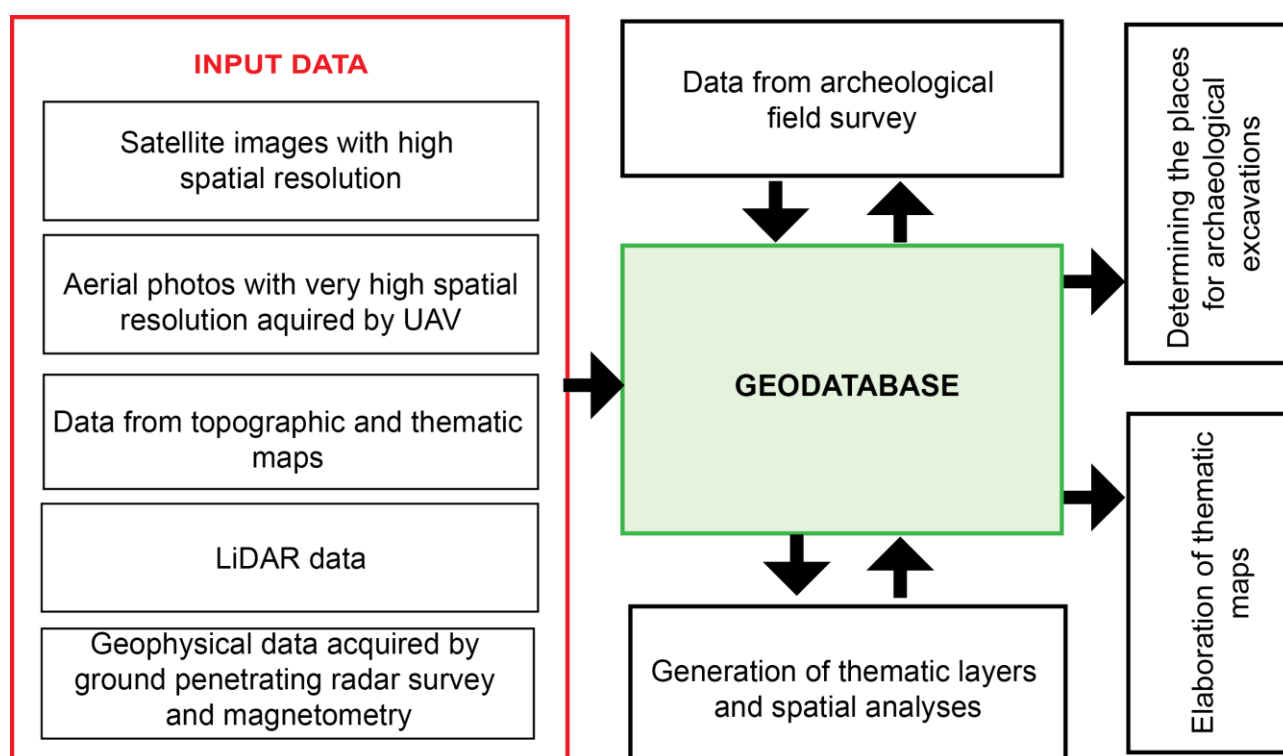 INPUT DATA
Satellite images with high
spatial resolution
Aerial photos with very high spatial
resolution aquired by UAV
Data from topographic and thematic
maps
LiDAR data
Geophysical data acquired by
ground penetrating radar survey
and magnetometry
Data from archeological
field survey
GEODATABASE
Generation of thematic layers
and spatial analyses
Determining the places
for archaeological
excavations
Elaboration of thematic
maps